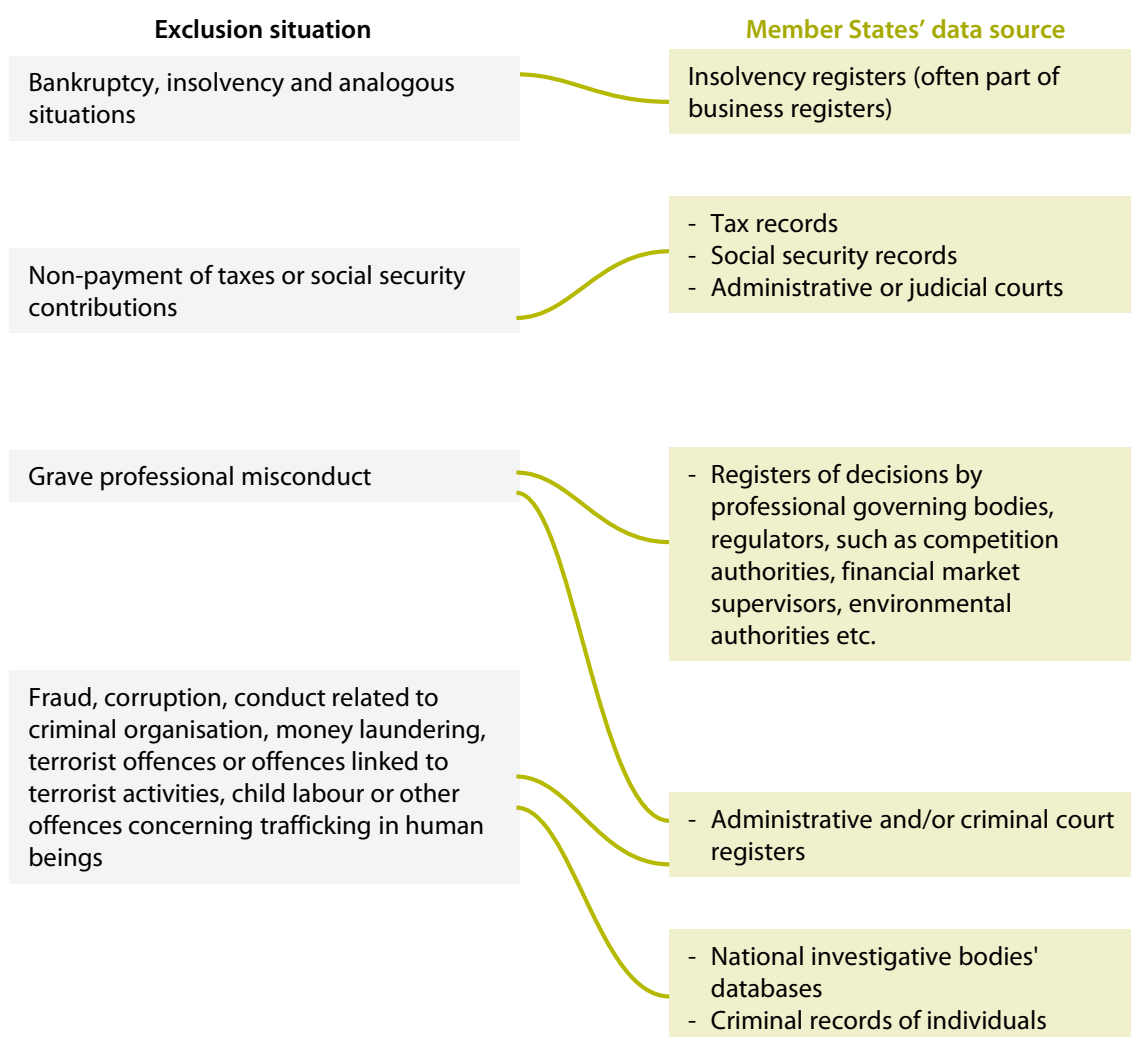 Exclusion situation
Member States’ data source
Bankruptcy, insolvency and analogous
situations
Insolvency registers (often part of
business registers)
Non-payment of taxes or social security
contributions
- Tax records
- Social security records
- Administrative or judicial courts
Grave professional misconduct
- Registers of decisions by
professional governing bodies,
regulators, such as competition
authorities, financial market
supervisors, environmental
authorities etc.
Fraud, corruption, conduct related to
criminal organisation, money laundering,
terrorist offences or offences linked to
terrorist activities, child labour or other
offences concerning trafficking in human
beings
- Administrative and/or criminal court
registers
- National investigative bodies'
databases
- Criminal records of individuals